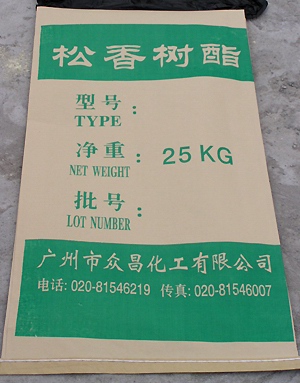 松香树酯
型号：
TYPE
净重：25 KG
NET WEIGHT
批号：
LOT NUMBER
广州市众昌化工有限公司
电话: 020-81546219 传真: 020-81546007